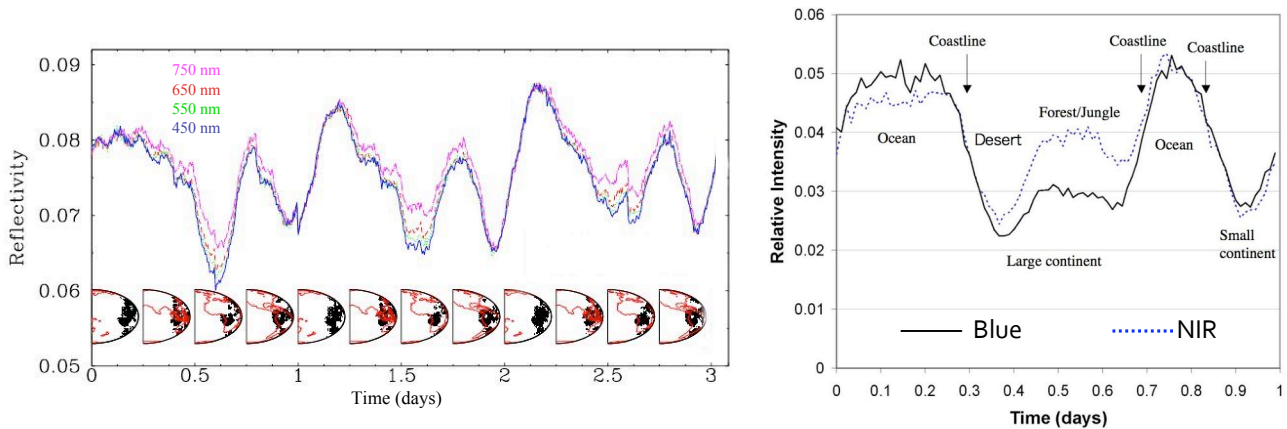 0.09
750 nm
650 nm
550 nm
450 nm
0.08
0.07
0.06
0.05
Reflectivity
0 0.5 1 1.5 2 2.5 3
Time (days)
0.06
0.05
0.04
0.03
0.02
0.01
0
Relative Intensity
Coastline Coastline
Coastline
Forest/Jungle
Ocean Desert Ocean
Large continent
Small
continent
Blue NIR
0 0.1 0.2 0.3 0.4 0.5 0.6 0.7 0.8 0.9 1
Time (days)